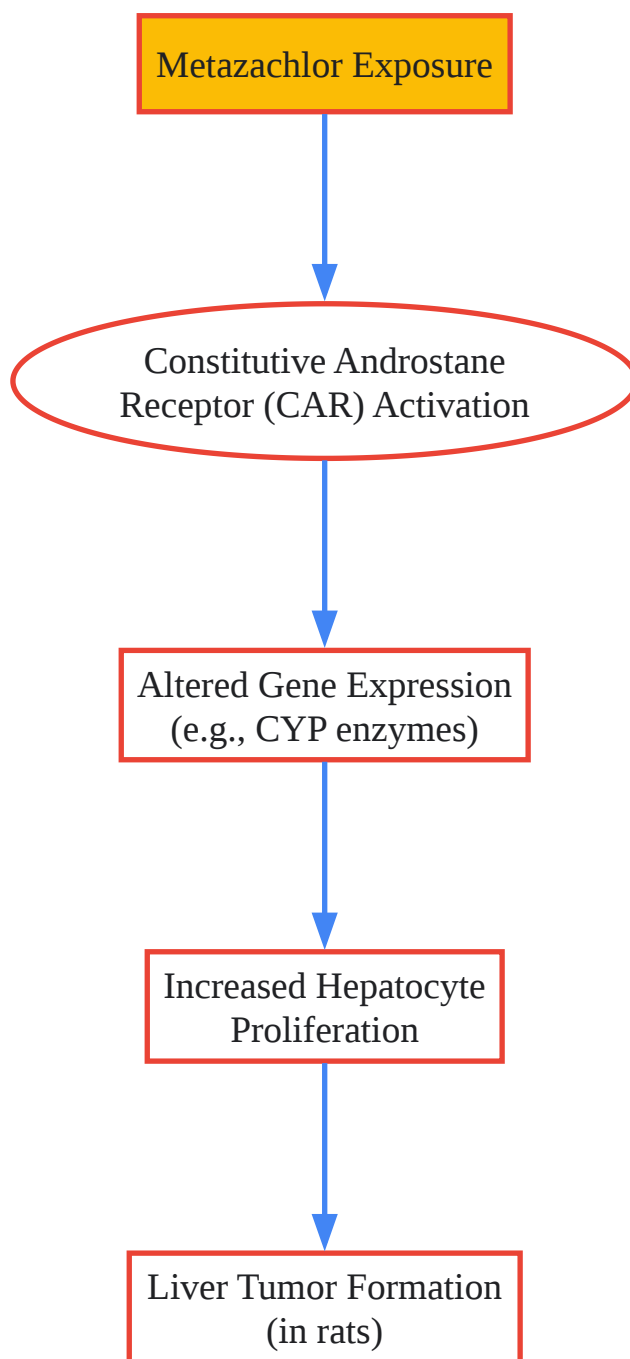 Metazachlor Exposure
Constitutive Androstane
Receptor (CAR) Activation
Altered Gene Expression
(e.g., CYP enzymes)
Increased Hepatocyte
Proliferation
Liver Tumor Formation
(in rats)